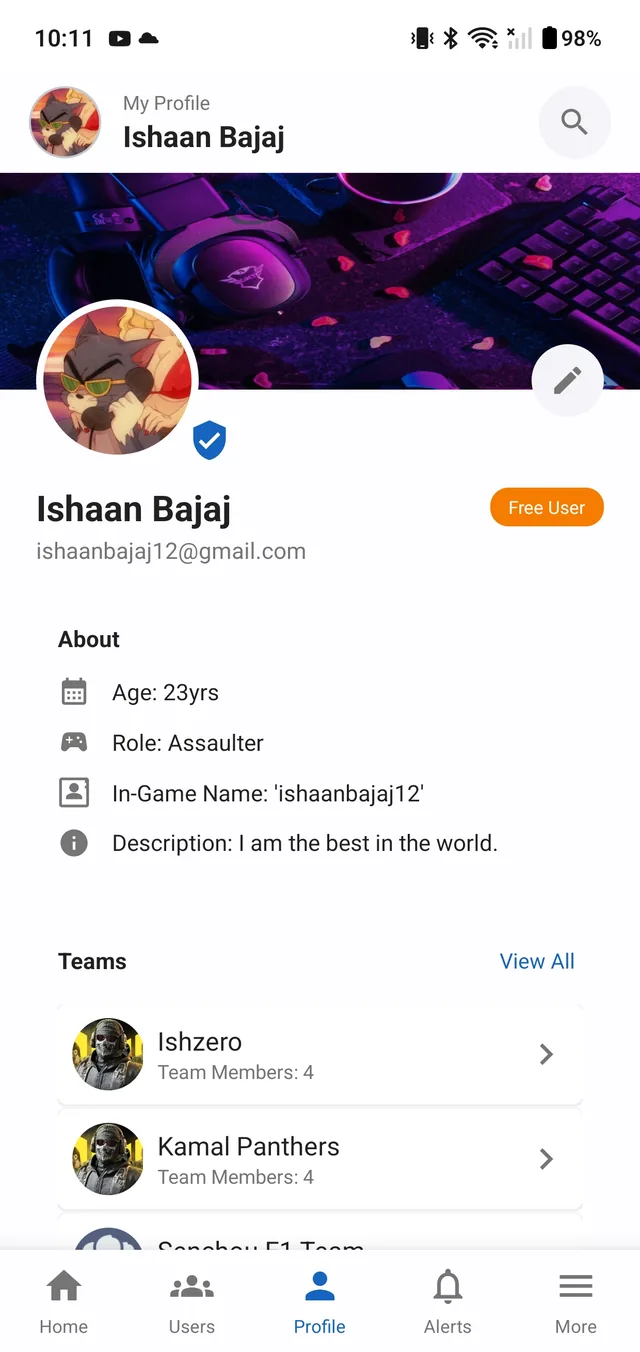 10:11
98%
My Profile
Ishaan Bajaj
Ishaan Bajaj
Free User
ishaanbajaj12@gmail.com
About
Age: 23yrs
Role: Assaulter
In-Game Name: 'ishaanbajaj12'
Description: I am the best in the world.
Teams
View All
Ishzero
Team Members: 4
Kamal Panthers
Team Members: 4
Home
Users
Profile
Alerts
More